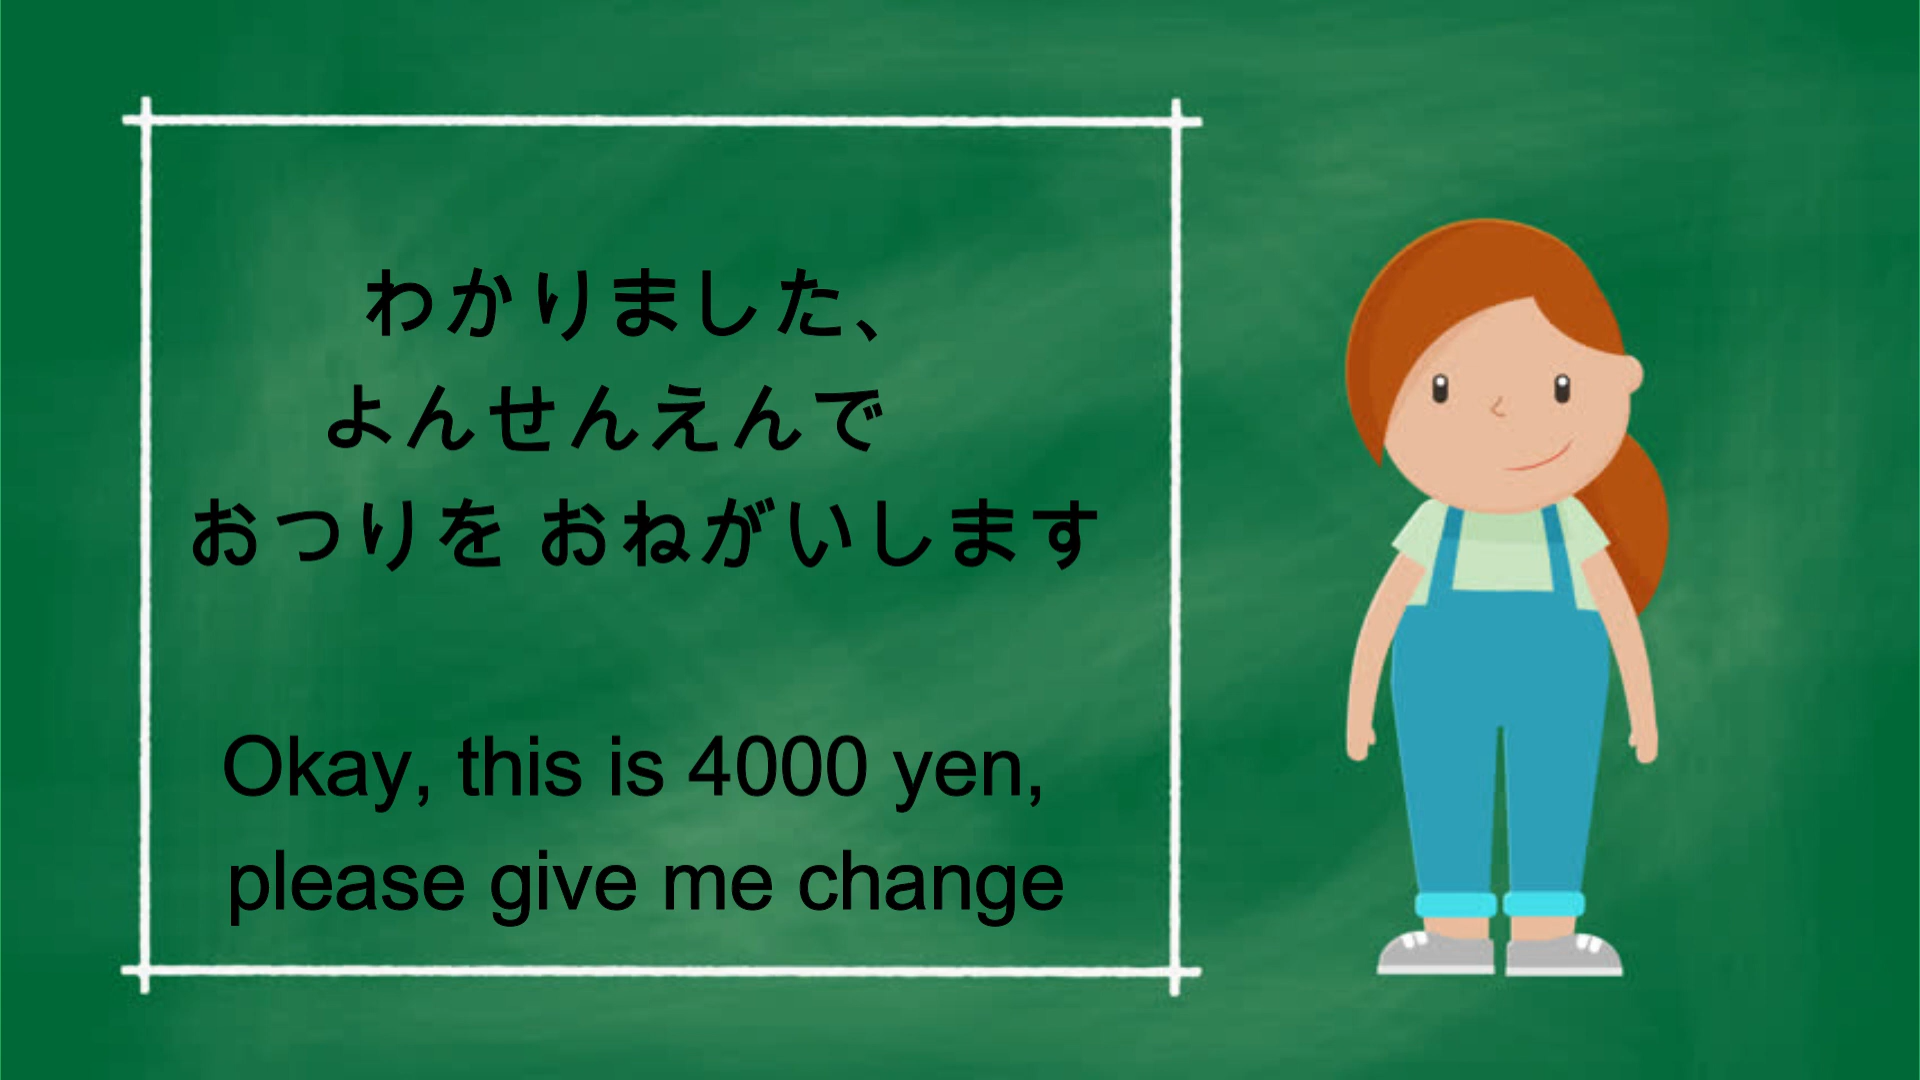 わかりました、
よんせんえんで
おつりを おねがいします
Okay, this is 4000 yen,
please give me change